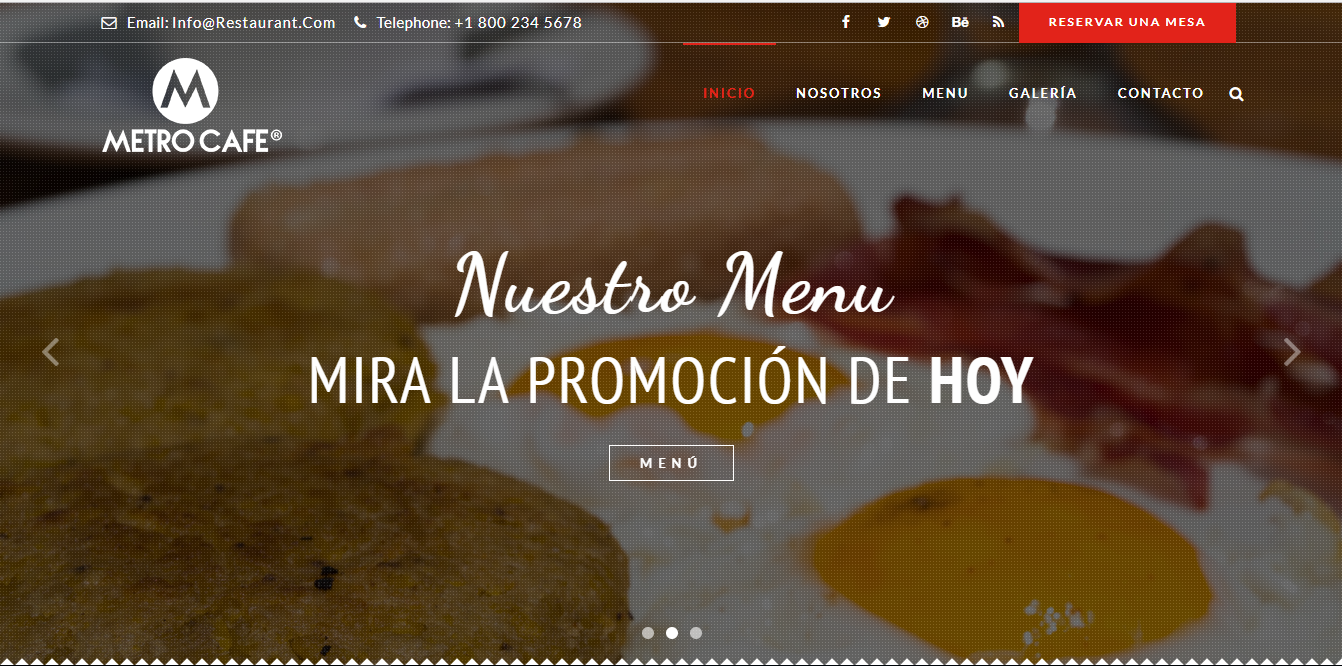 Email: Info@Restaurant.Com Telephone: +1 800 234 5678 RESERVAR UNA MESA
M
METRO CAFE®
INICIO NOSOTROS MENU GALERÍA CONTACTO
Nuestro Menu
MIRA LA PROMOCIÓN DE HOY
MENÚ